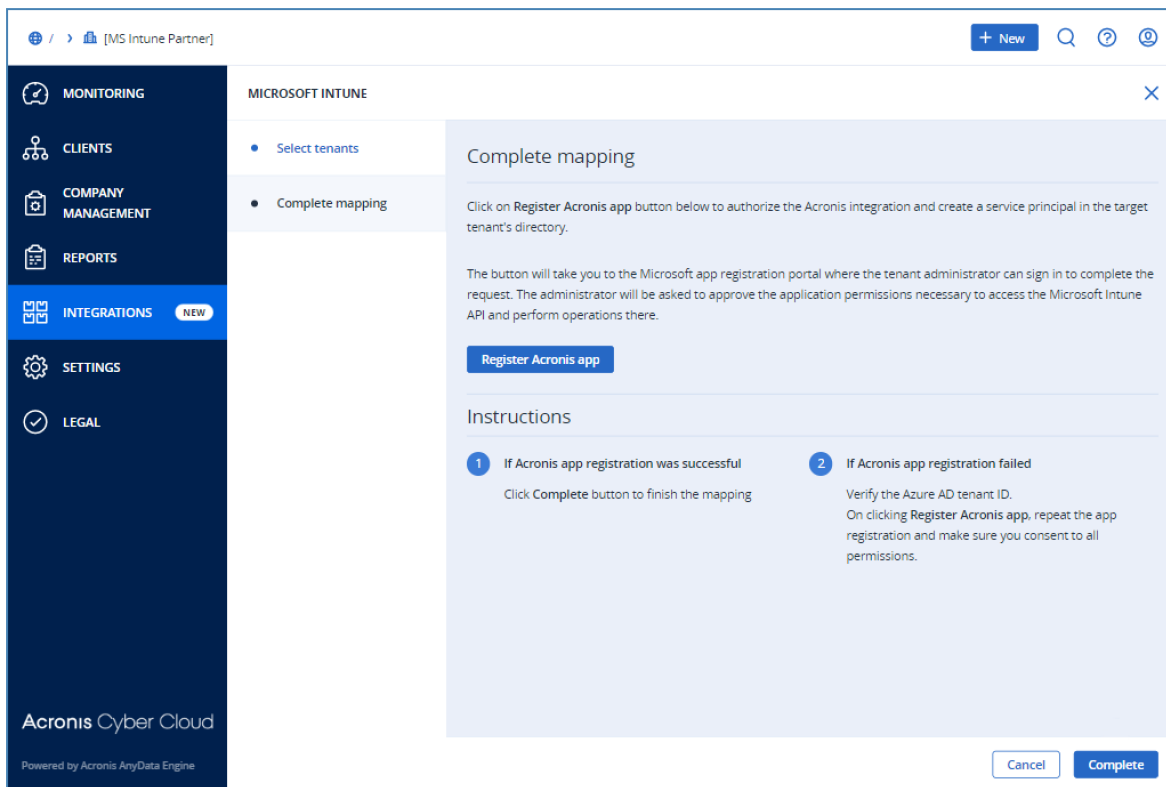 / > [MS Intune Partner]
+ New
MONITORING
CLIENTS
COMPANY
MANAGEMENT
REPORTS
INTEGRATIONS NEW
SETTINGS
LEGAL
Acronis Cyber Cloud
Powered by Acronis AnyData Engine
MICROSOFT INTUNE
Select tenants
Complete mapping
Complete mapping
Click on Register Acronis app button below to authorize the Acronis integration and create a service principal in the target
tenant's directory.
The button will take you to the Microsoft app registration portal where the tenant administrator can sign in to complete the
request. The administrator will be asked to approve the application permissions necessary to access the Microsoft Intune
API and perform operations there.
Register Acronis app
Instructions
1 If Acronis app registration was successful
Click Complete button to finish the mapping
2 If Acronis app registration failed
Verify the Azure AD tenant ID.
On clicking Register Acronis app, repeat the app
registration and make sure you consent to all
permissions.
Cancel
Complete